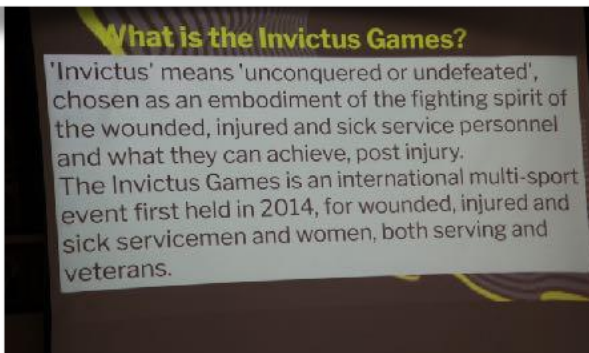 What is the Invictus Games?
'Invictus' means 'unconquered or undefeated',
chosen as an embodiment of the fighting spirit of
the wounded, injured and sick service personnel
and what they can achieve, post injury.
The Invictus Games is an international multi-sport
event first held in 2014, for wounded, injured and
sick servicemen and women, both serving and
veterans.